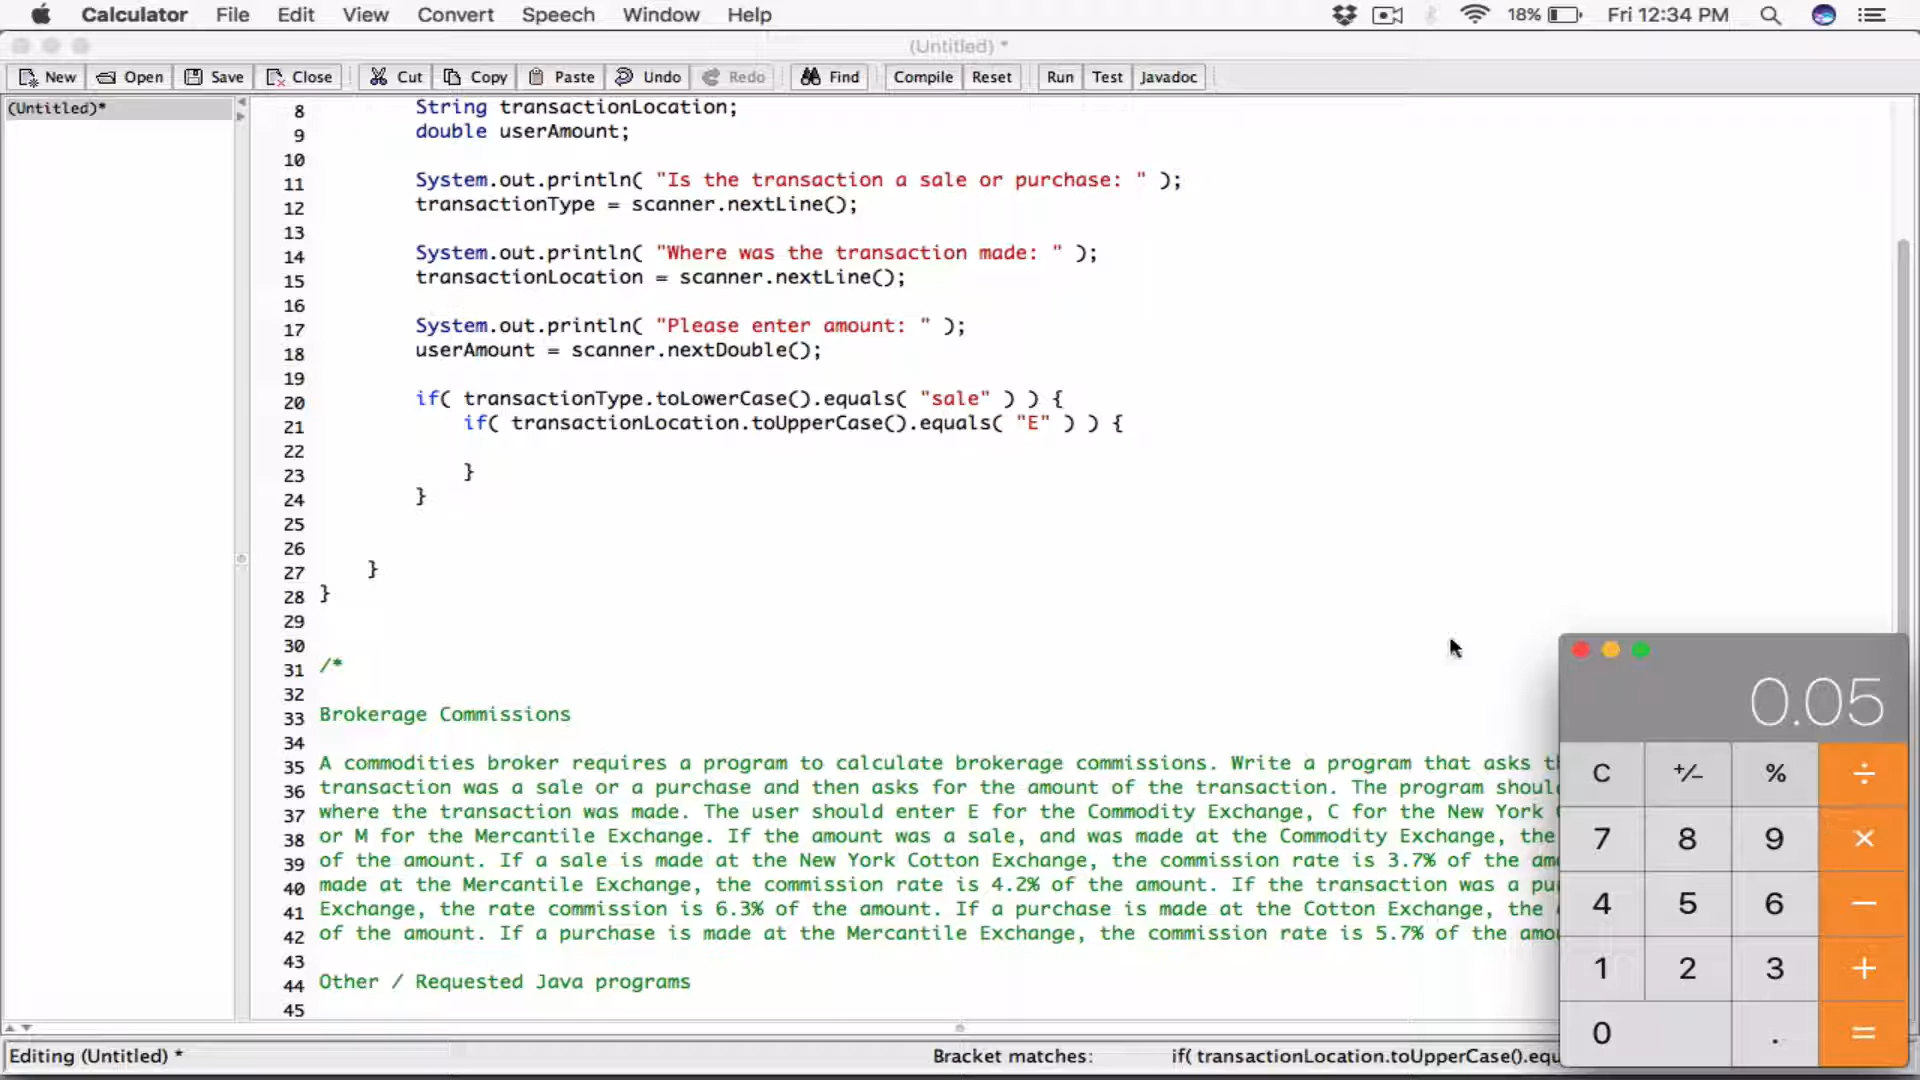 Calculator File Edit View Convert Speech Window Help 18% Fri 12:34 PM
(Untitled) *
New Open Save Close Cut Copy Paste Undo Redo Find Compile Reset Run Test Javadoc
(Untitled)*
8 String transactionLocation;
9 double userAmount;
10
11 System.out.println( "Is the transaction a sale or purchase: " );
12 transactionType = scanner.nextLine();
13
14 System.out.println( "Where was the transaction made: " );
15 transactionLocation = scanner.nextLine();
16
17 System.out.println( "Please enter amount: " );
18 userAmount = scanner.nextDouble();
19
20 if( transactionType.toLowerCase().equals( "sale" ) ) {
21 if( transactionLocation.toUpperCase().equals( "E" ) ) {
22
23 }
24 }
25
26
27 }
28 }
29
30
31 /*
32
33 Brokerage Commissions
34
35 A commodities broker requires a program to calculate brokerage commissions. Write a program that asks
36 transaction was a sale or a purchase and then asks for the amount of the transaction. The program
37 where the transaction was made. The user should enter E for the Commodity Exchange, C for the New York
38 or M for the Mercantile Exchange. If the amount was a sale, and was made at the Commodity Exchange, the
39 of the amount. If a sale is made at the New York Cotton Exchange, the commission rate is 3.7% of the
40 made at the Mercantile Exchange, the commission rate is 4.2% of the amount. If the transaction was a
41 Exchange, the rate commission is 6.3% of the amount. If a purchase is made at the Cotton Exchange, the
42 of the amount. If a purchase is made at the Mercantile Exchange, the commission rate is 5.7% of the
43
44 Other / Requested Java programs
45
0.05
C +/- % ÷
7 8 9 ×
4 5 6 −
1 2 3 +
0 . =
Editing (Untitled) * Bracket matches: if( transactionLocation.toUpperCase().equ